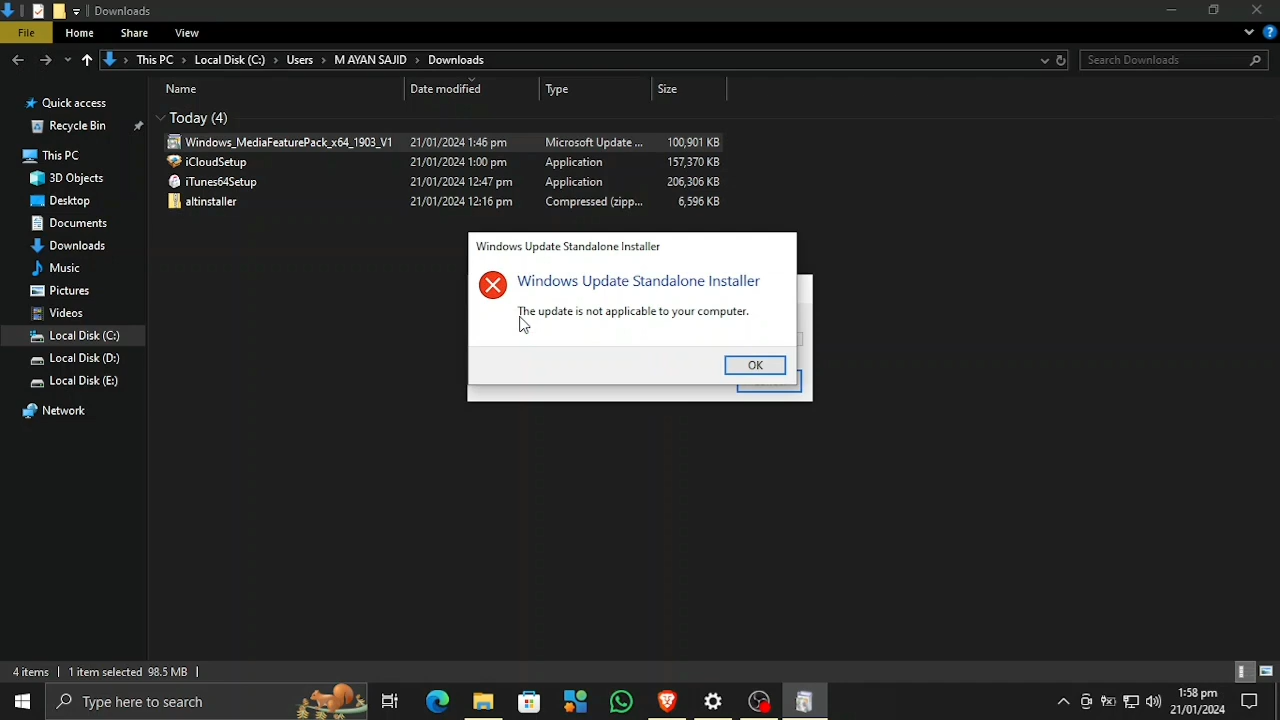 Downloads
File Home Share View
This PC Local Disk (C:) Users M AYAN SAJID Downloads Search Downloads
Name Date modified Type Size
Quick access
Recycle Bin
This PC
3D Objects
Desktop
Documents
Downloads
Music
Pictures
Videos
Local Disk (C:)
Local Disk (D:)
Local Disk (E:)
Network
Today (4)
Windows_MediaFeaturePack_x64_1903_V1 21/01/2024 1:46 pm Microsoft Update ... 100,901 KB
iCloudSetup 21/01/2024 1:00 pm Application 157,370 KB
iTunes64Setup 21/01/2024 12:47 pm Application 206,306 KB
altinstaller 21/01/2024 12:16 pm Compressed (zipp... 6,596 KB
Windows Update Standalone Installer
Windows Update Standalone Installer
The update is not applicable to your computer.
OK
4 items 1 item selected 98.5 MB
Type here to search
1:58 pm
21/01/2024